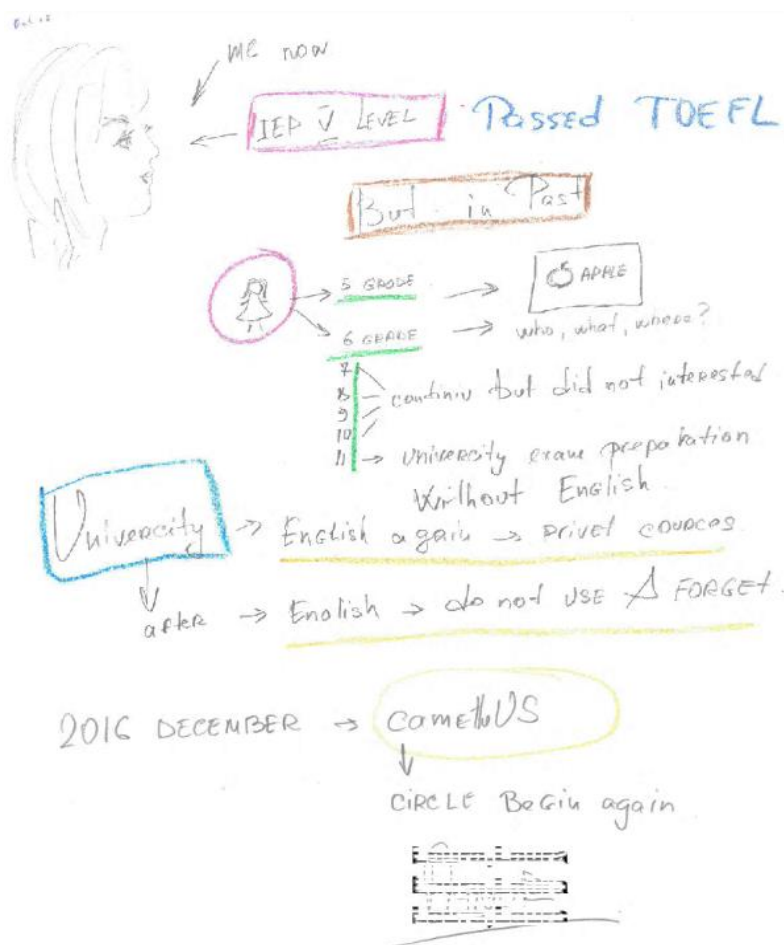 me now
IEP V LEVEL
Passed TOEFL
But in Past
5 GRADE
APPLE
6 GRADE
who, what, where?
7
8
continiu but did not interested
9
10
11 → University exam preparation
Without English
Univercity → English again → privet cources
after → English → do not use FORGET.
2016 DECEMBER → came US
CIRCLE Begin again